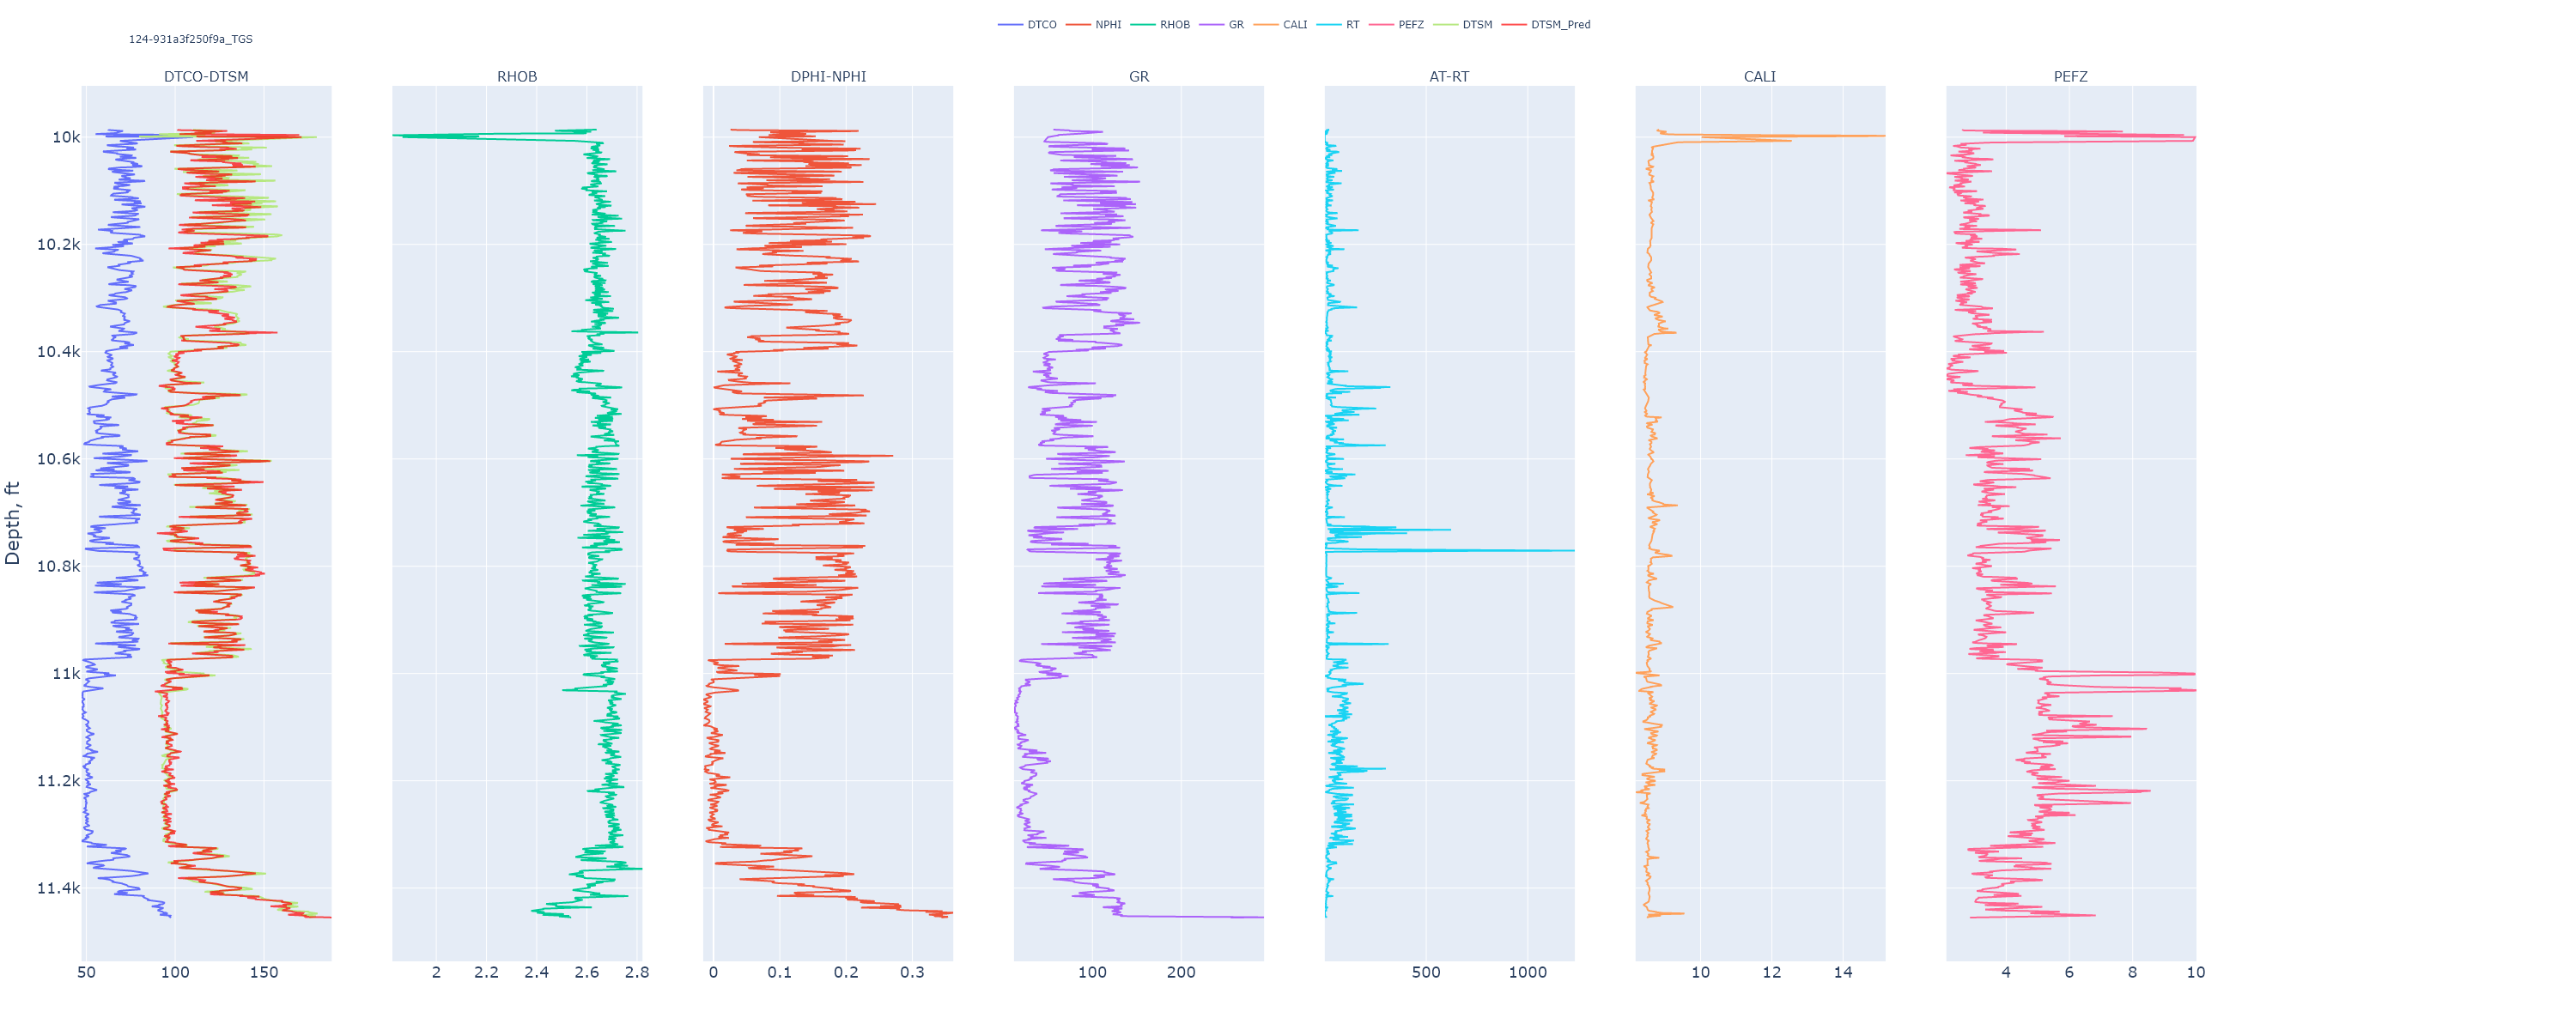 DTCO NPHI RHOB GR CALI RT PEFZ DTSM DTSM_Pred
124-931a3f250f9a_TGS
DTCO-DTSM RHOB DPHI-NPHI GR AT-RT CALI PEFZ
Depth, ft
10k
10.2k
10.4k
10.6k
10.8k
11k
11.2k
11.4k
50 100 150 2 2.2 2.4 2.6 2.8 0 0.1 0.2 0.3 100 200 500 1000 10 12 14 4 6 8 10